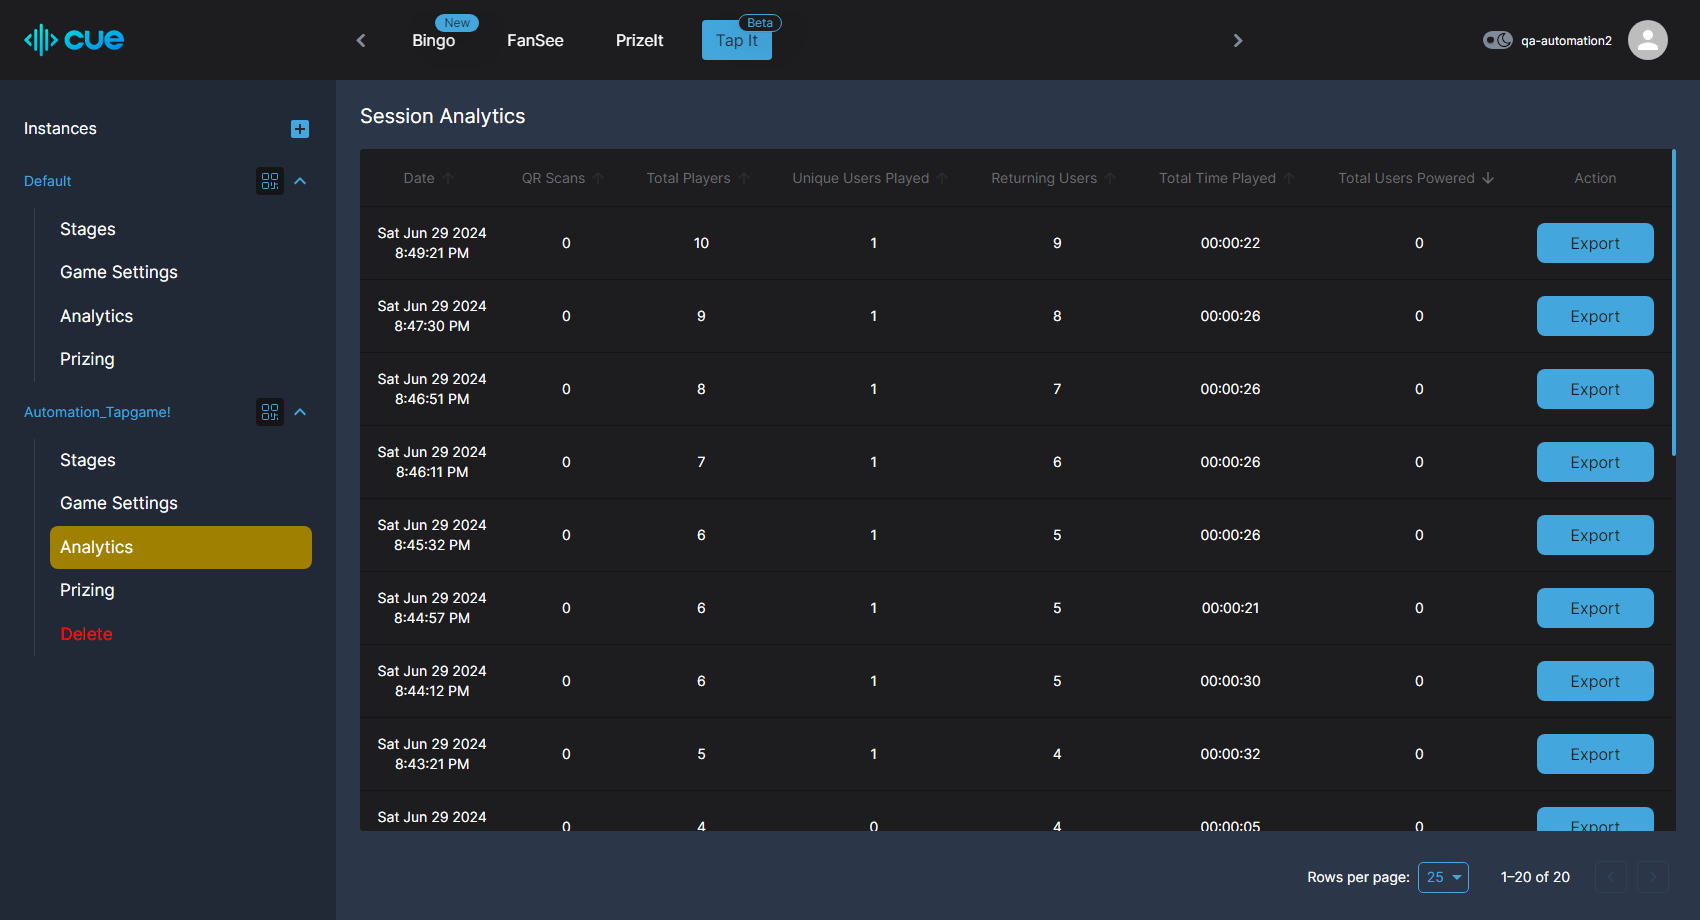 cue
New
Bingo
FanSee
PrizeIt
Beta
Tap It
qa-automation2
Instances
Default
Stages
Game Settings
Analytics
Prizing
Automation_Tapgame!
Stages
Game Settings
Analytics
Prizing
Delete
Session Analytics
Date QR Scans Total Players Unique Users Played Returning Users Total Time Played Total Users Powered Action
Sat Jun 29 2024
8:49:21 PM 0 10 1 9 00:00:22 0 Export
Sat Jun 29 2024
8:47:30 PM 0 9 1 8 00:00:26 0 Export
Sat Jun 29 2024
8:46:51 PM 0 8 1 7 00:00:26 0 Export
Sat Jun 29 2024
8:46:11 PM 0 7 1 6 00:00:26 0 Export
Sat Jun 29 2024
8:45:32 PM 0 6 1 5 00:00:26 0 Export
Sat Jun 29 2024
8:44:57 PM 0 6 1 5 00:00:21 0 Export
Sat Jun 29 2024
8:44:12 PM 0 6 1 5 00:00:30 0 Export
Sat Jun 29 2024
8:43:21 PM 0 5 1 4 00:00:32 0 Export
Sat Jun 29 2024
0 4 0 4 00:00:05 0 Export
Rows per page: 25 1–20 of 20